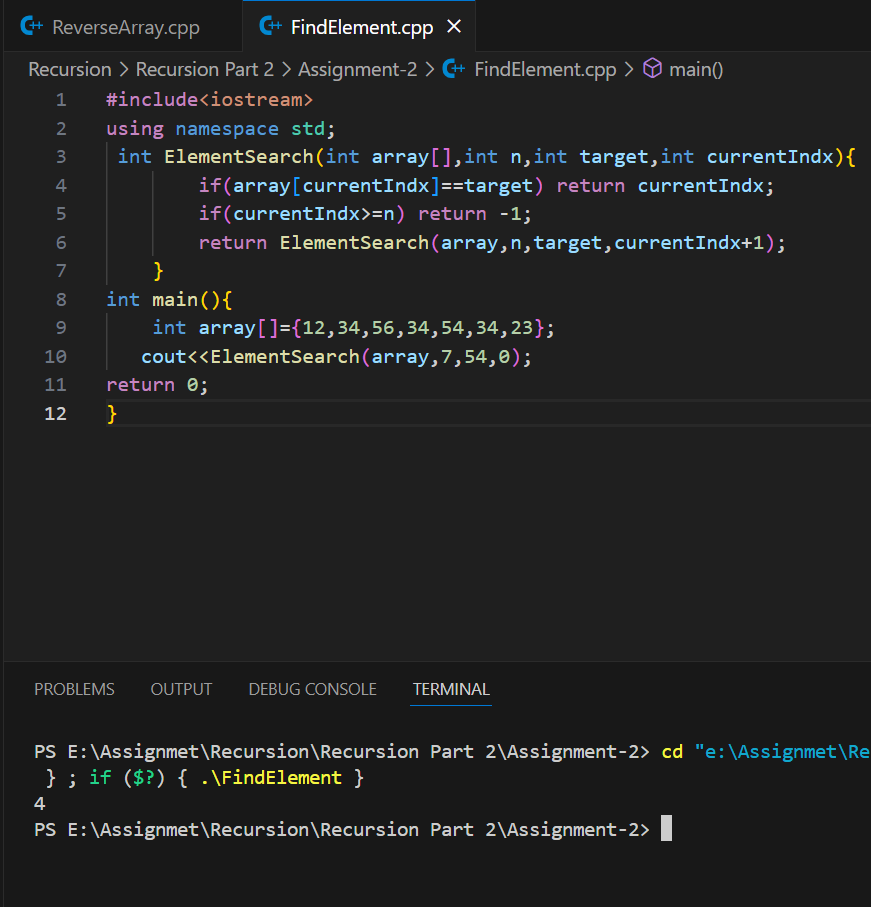 ReverseArray.cpp FindElement.cpp
Recursion > Recursion Part 2 > Assignment-2 > FindElement.cpp > main()
1 #include<iostream>
2 using namespace std;
3 int ElementSearch(int array[],int n,int target,int currentIndx){
4 if(array[currentIndx]==target) return currentIndx;
5 if(currentIndx>=n) return -1;
6 return ElementSearch(array,n,target,currentIndx+1);
7 }
8 int main(){
9 int array[]={12,34,56,34,54,34,23};
10 cout<<ElementSearch(array,7,54,0);
11 return 0;
12 }
PROBLEMS OUTPUT DEBUG CONSOLE TERMINAL
PS E:\Assignmet\Recursion\Recursion Part 2\Assignment-2> cd "e:\Assignmet\Re
} ; if ($?) { .\FindElement }
4
PS E:\Assignmet\Recursion\Recursion Part 2\Assignment-2>